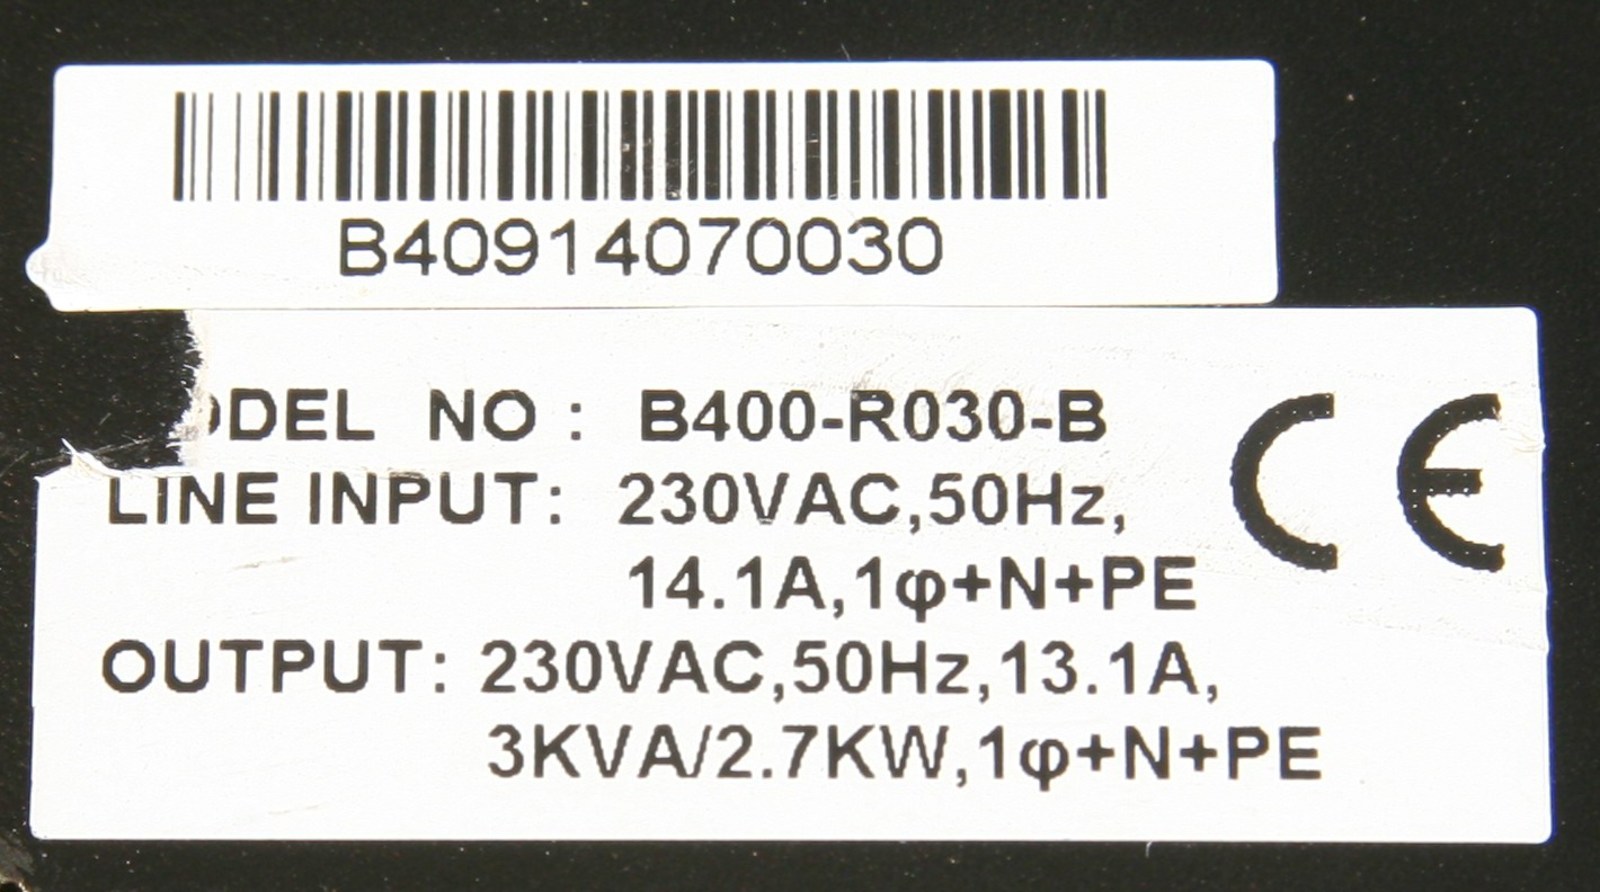 B40914070030
ODEL NO : B400-R030-B
LINE INPUT: 230VAC,50Hz,
14.1A,1φ+N+PE
CE
OUTPUT: 230VAC,50Hz,13.1A,
3KVA/2.7KW,1φ+N+PE